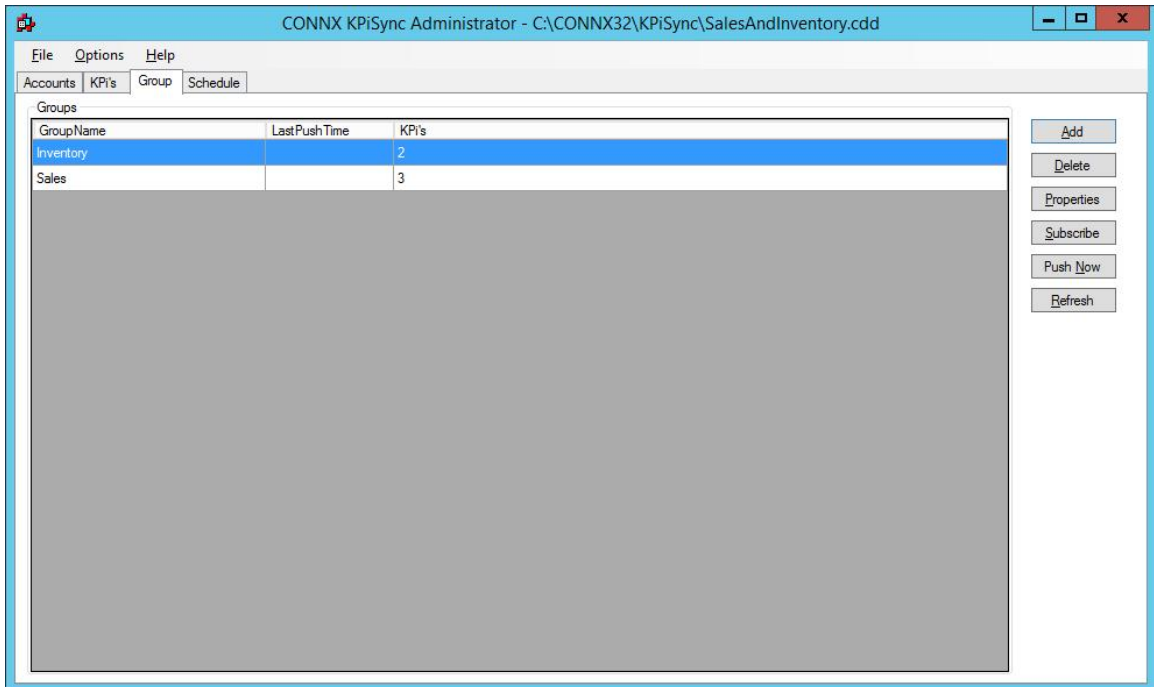 CONNX KPiSync Administrator - C:\CONNX32\KPiSync\SalesAndInventory.cdd
File Options Help
Accounts KPi's Group Schedule
Groups
GroupName LastPushTime KPi's
Inventory 2
Sales 3
Add
Delete
Properties
Subscribe
Push Now
Refresh